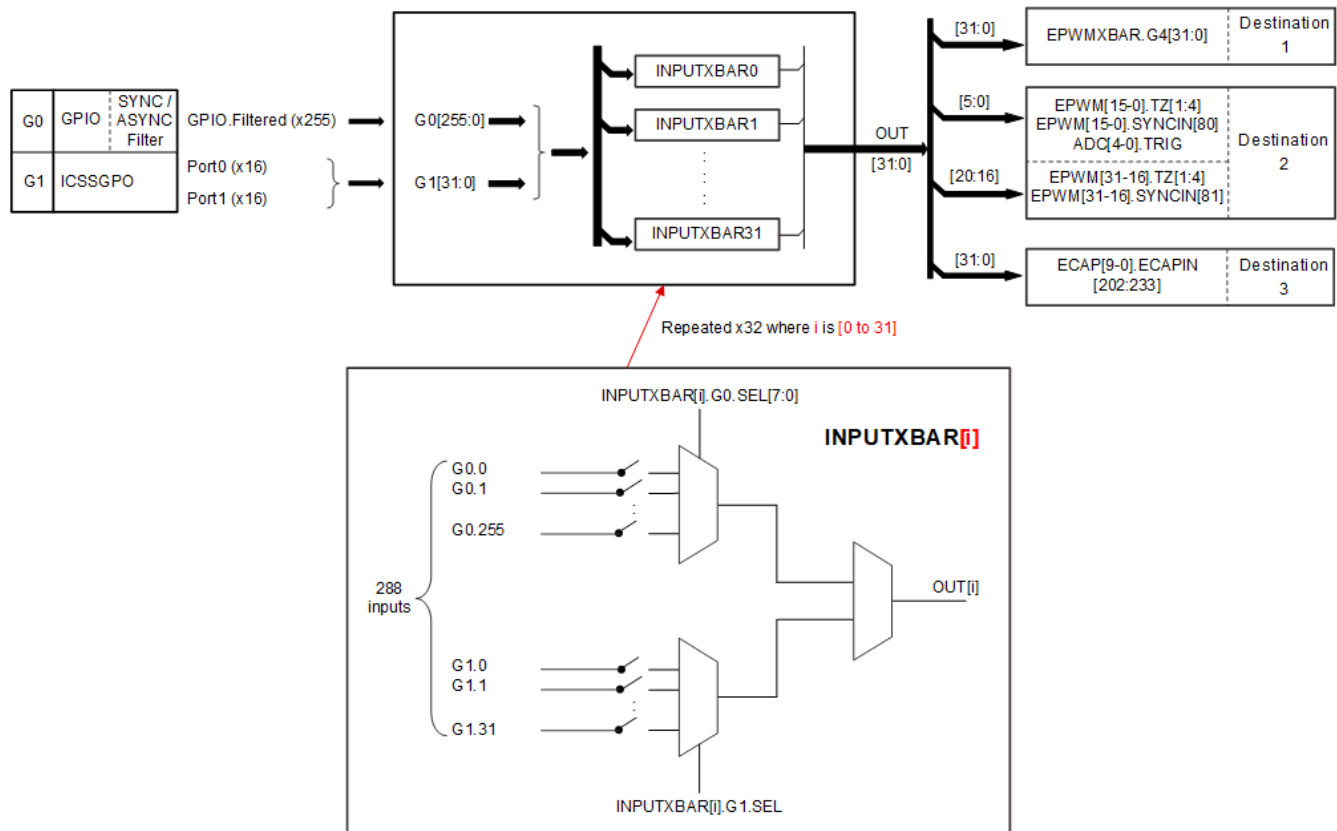 G0
GPIO
SYNC /
ASYNC
Filter
G1
ICSSGPO
GPIO.Filtered (x255)
Port0 (x16)
Port1 (x16)
G0[255:0]
G1[31:0]
INPUTXBAR0
INPUTXBAR1
INPUTXBAR31
OUT
[31:0]
[31:0]
EPWMXBAR.G4[31:0]
Destination
1
[5:0]
EPWM[15-0].TZ[1:4]
EPWM[15-0].SYNCIN[80]
ADC[4-0].TRIG
[20:16]
EPWM[31-16].TZ[1:4]
EPWM[31-16].SYNCIN[81]
Destination
2
[31:0]
ECAP[9-0].ECAPIN
[202:233]
Destination
3
Repeated x32 where i is [0 to 31]
INPUTXBAR[i].G0.SEL[7:0]
INPUTXBAR[i]
G0.0
G0.1
G0.255
288
inputs
OUT[i]
G1.0
G1.1
G1.31
INPUTXBAR[i].G1.SEL